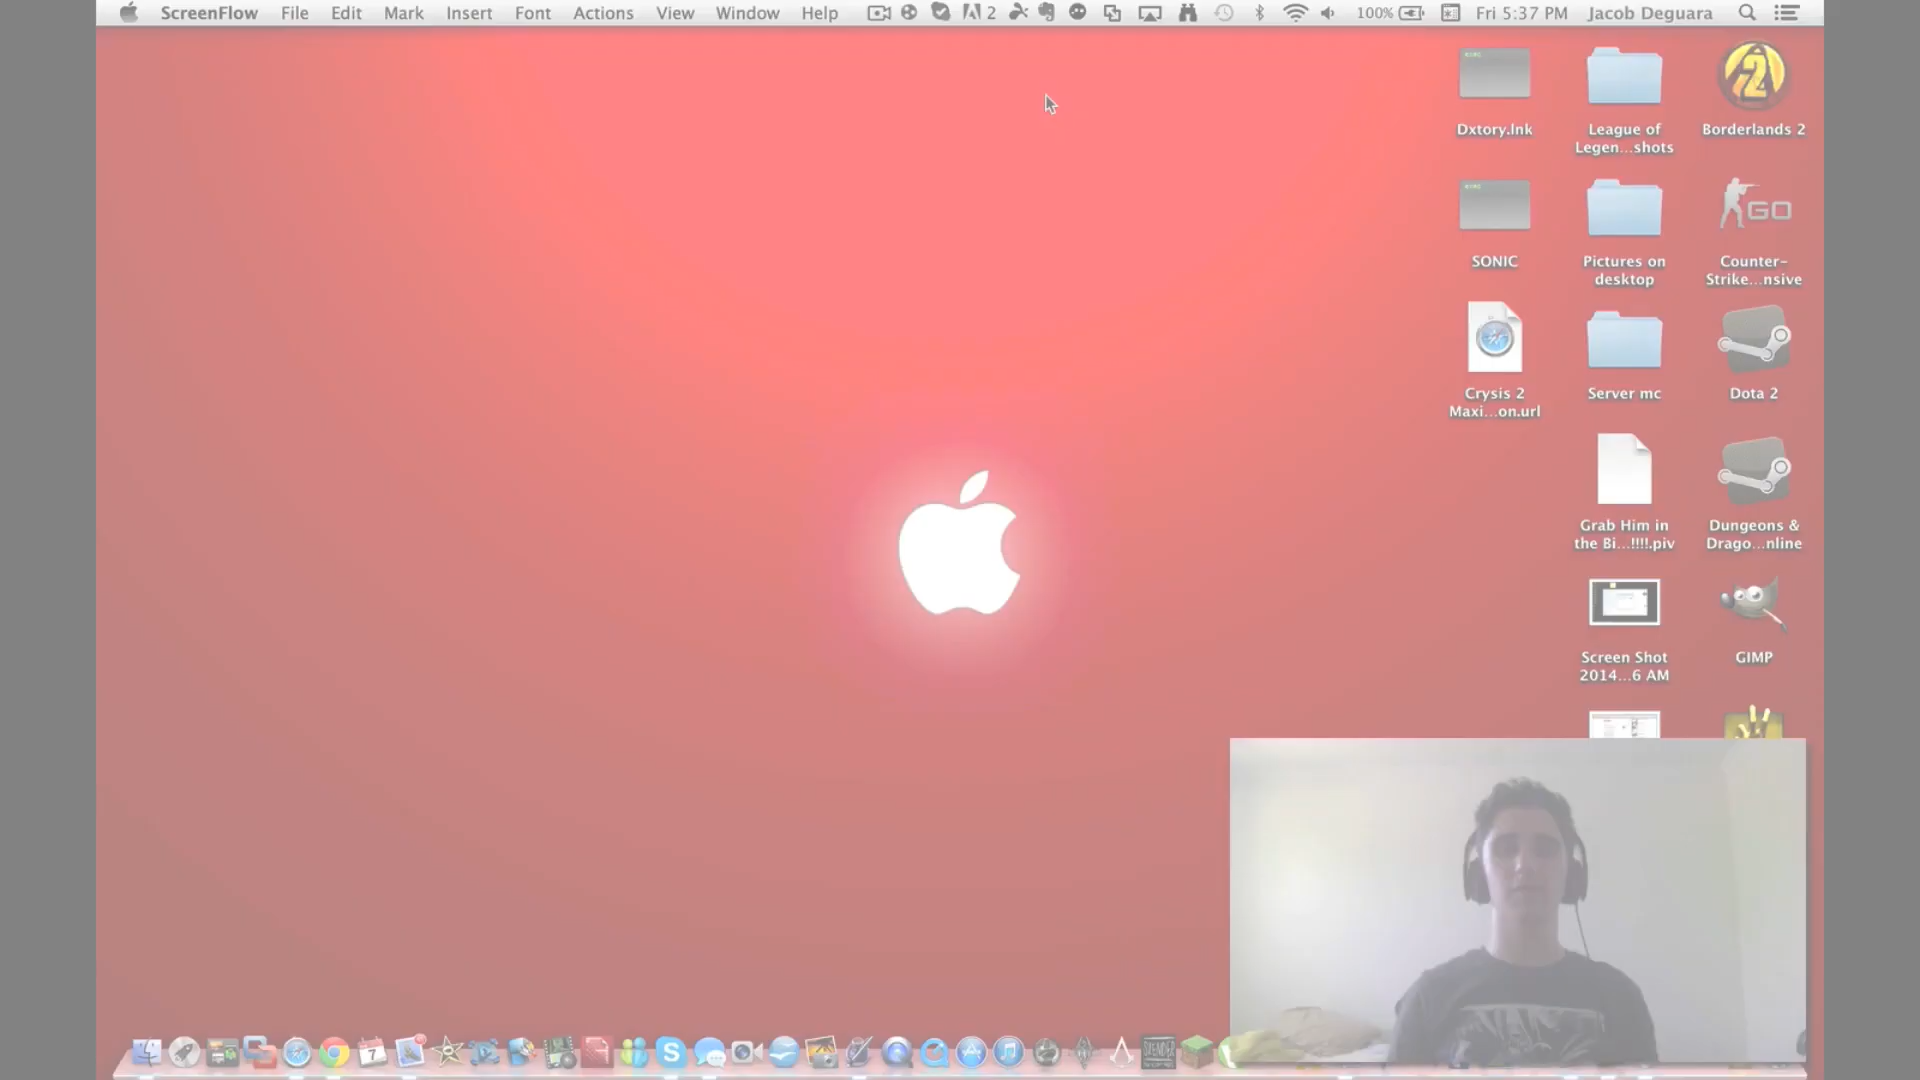 ScreenFlow File Edit Mark Insert Font Actions View Window Help 2 100% Fri 5:37 PM Jacob Deguara
Dxtory.lnk
League of
Legen...shots
Borderlands 2
SONIC
Pictures on
desktop
GO
Counter-
Strike...nsive
Crysis 2
Maxi...on.url
Server mc
Dota 2
Grab Him in
the Bi...!!!!.piv
Dungeons &
Drago...nline
Screen Shot
2014...6 AM
GIMP
7